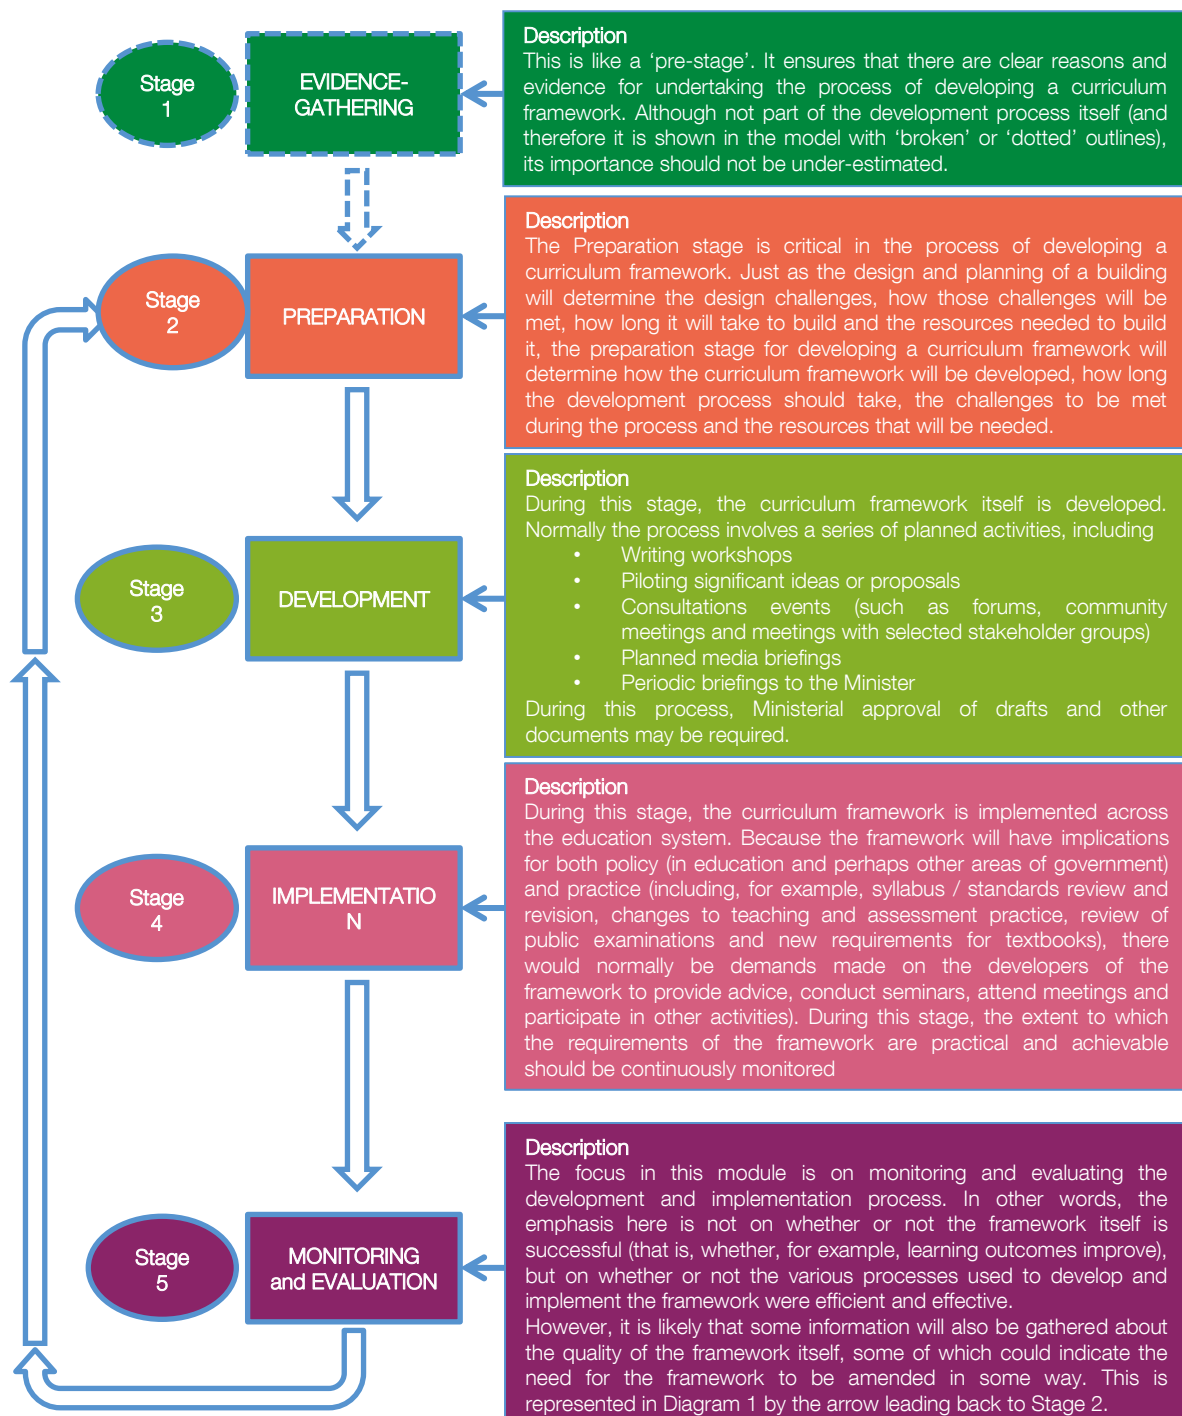 Stage
1
EVIDENCE-
GATHERING
Description
This is like a ‘pre-stage’. It ensures that there are clear reasons and
evidence for undertaking the process of developing a curriculum
framework. Although not part of the development process itself (and
therefore it is shown in the model with ‘broken’ or ‘dotted’ outlines),
its importance should not be under-estimated.
Stage
2
PREPARATION
Description
The Preparation stage is critical in the process of developing a
curriculum framework. Just as the design and planning of a building
will determine the design challenges, how those challenges will be
met, how long it will take to build and the resources needed to build
it, the preparation stage for developing a curriculum framework will
determine how the curriculum framework will be developed, how long
the development process should take, the challenges to be met
during the process and the resources that will be needed.
Stage
3
DEVELOPMENT
Description
During this stage, the curriculum framework itself is developed.
Normally the process involves a series of planned activities, including
• Writing workshops
• Piloting significant ideas or proposals
• Consultations events (such as forums, community
meetings and meetings with selected stakeholder groups)
• Planned media briefings
• Periodic briefings to the Minister
During this process, Ministerial approval of drafts and other
documents may be required.
Stage
4
IMPLEMENTATIO
N
Description
During this stage, the curriculum framework is implemented across
the education system. Because the framework will have implications
for both policy (in education and perhaps other areas of government)
and practice (including, for example, syllabus / standards review and
revision, changes to teaching and assessment practice, review of
public examinations and new requirements for textbooks), there
would normally be demands made on the developers of the
framework to provide advice, conduct seminars, attend meetings and
participate in other activities). During this stage, the extent to which
the requirements of the framework are practical and achievable
should be continuously monitored
Stage
5
MONITORING
and EVALUATION
Description
The focus in this module is on monitoring and evaluating the
development and implementation process. In other words, the
emphasis here is not on whether or not the framework itself is
successful (that is, whether, for example, learning outcomes improve),
but on whether or not the various processes used to develop and
implement the framework were efficient and effective.
However, it is likely that some information will also be gathered about
the quality of the framework itself, some of which could indicate the
need for the framework to be amended in some way. This is
represented in Diagram 1 by the arrow leading back to Stage 2.